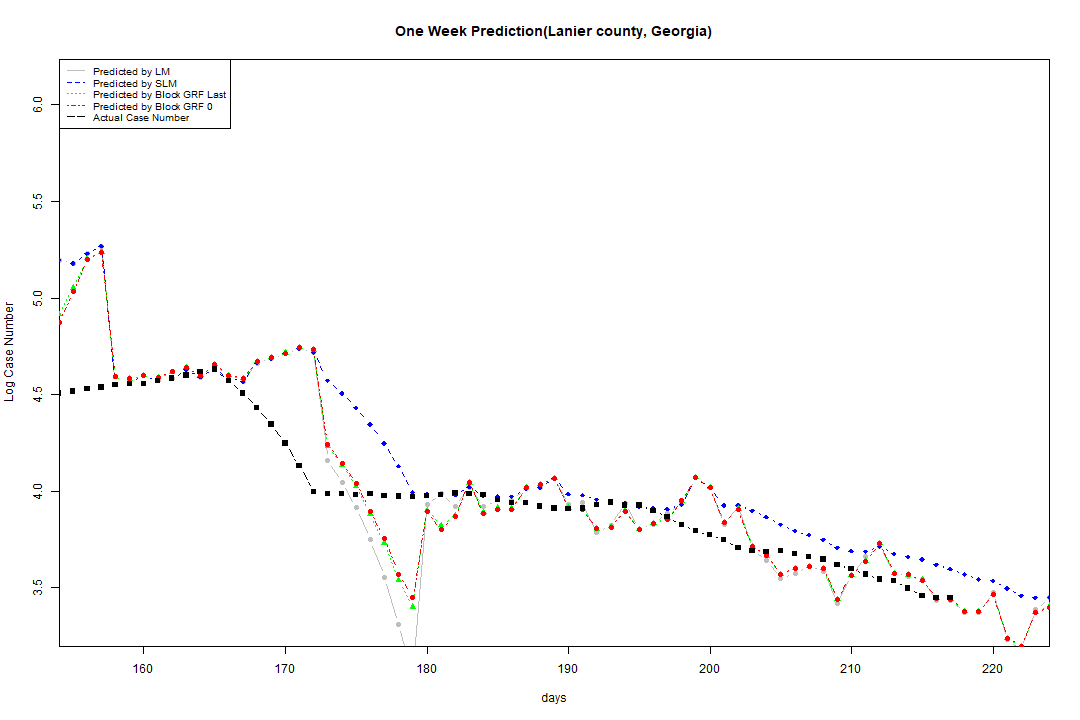 One Week Prediction(Lanier county, Georgia)
Predicted by LM
Predicted by SLM
Predicted by Block GRF Last
Predicted by Block GRF 0
Actual Case Number
6.0
5.5
5.0
4.5
4.0
3.5
Log Case Number
160 170 180 190 200 210 220
days